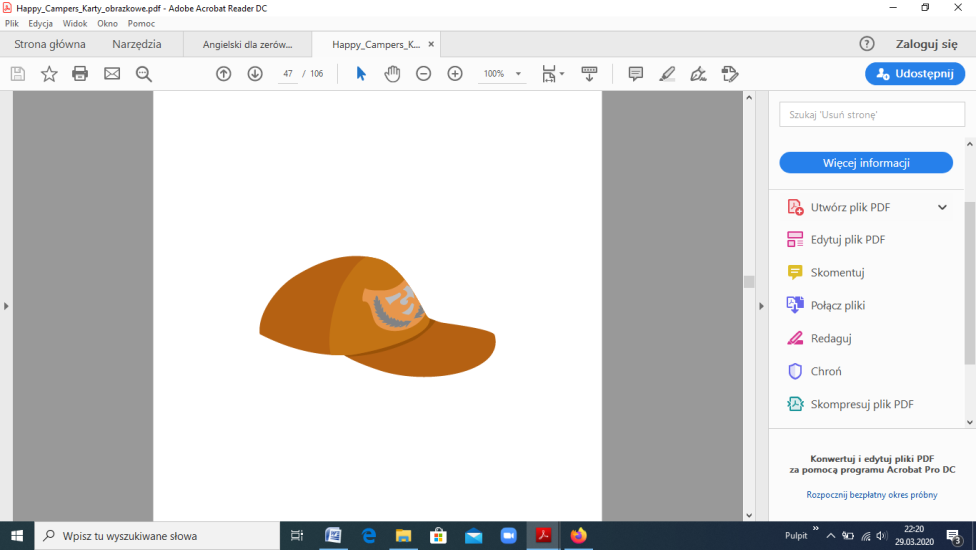 Happy_Campers_Karty_obrazkowe.pdf - Adobe Acrobat Reader DC
Plik Edycja Widok Okno Pomoc
Strona główna Narzędzia Angielski dla zerów... Happy_Campers_K... × Zaloguj się
47 / 106 100% Udostępnij
Szukaj 'Usuń stronę'
Więcej informacji
Utwórz plik PDF
Edytuj plik PDF
Skomentuj
Połącz pliki
Redaguj
Chroń
Skompresuj plik PDF
Konwertuj i edytuj pliki PDF
za pomocą programu Acrobat Pro DC
Rozpocznij bezpłatny okres próbny
Wpisz tu wyszukiwane słowa
Pulpit
22:20
29.03.2020
3